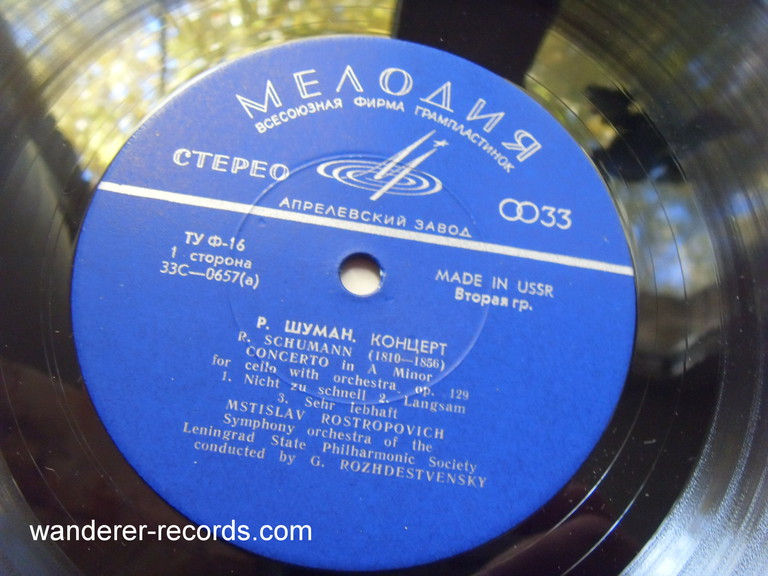 МЕЛОДИЯ
ВСЕСОЮЗНАЯ ФИРМА ГРАМПЛАСТИНОК
СТЕРЕО
АПРЕЛЕВСКИЙ ЗАВОД
33
ТУ Ф-16
1 сторона
33С—0657(а)
MADE IN USSR
Вторая гр.
Р. ШУМАН. КОНЦЕРТ
R. SCHUMANN (1810—1856)
CONCERTO in A Minor
for cello with orchestra, op. 129
1. Nicht zu schnell 2. Langsam
3. Sehr lebhaft
MSTISLAV ROSTROPOVICH
Symphony orchestra of the
Leningrad State Philharmonic Society
conducted by G. ROZHDESTVENSKY
wanderer-records.com